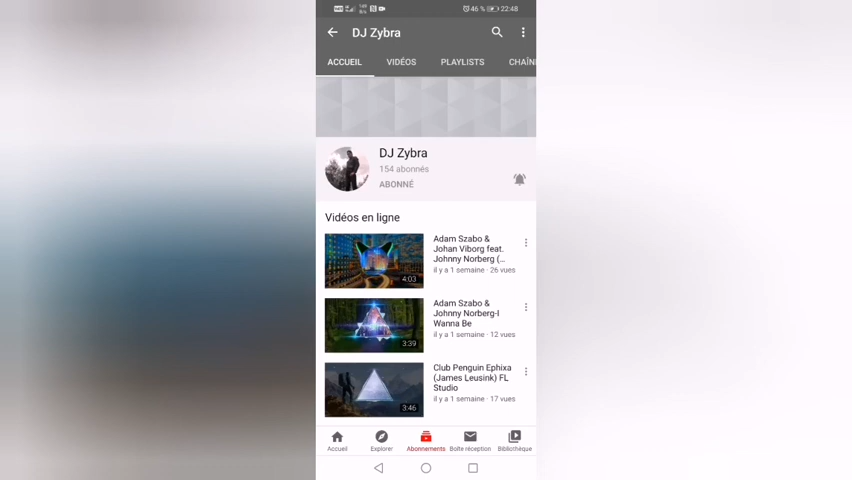 46 % 22:48
DJ Zybra
ACCUEIL VIDÉOS PLAYLISTS CHAÎN
DJ Zybra
154 abonnés
ABONNÉ
Vidéos en ligne
Adam Szabo &
Johan Viborg feat.
Johnny Norberg (...
il y a 1 semaine · 26 vues
4:03
Adam Szabo &
Johnny Norberg-I
Wanna Be
il y a 1 semaine · 12 vues
3:39
Club Penguin Ephixa
(James Leusink) FL
Studio
il y a 1 semaine · 17 vues
3:46
Accueil Explorer Abonnements Boîte réception Bibliothèque